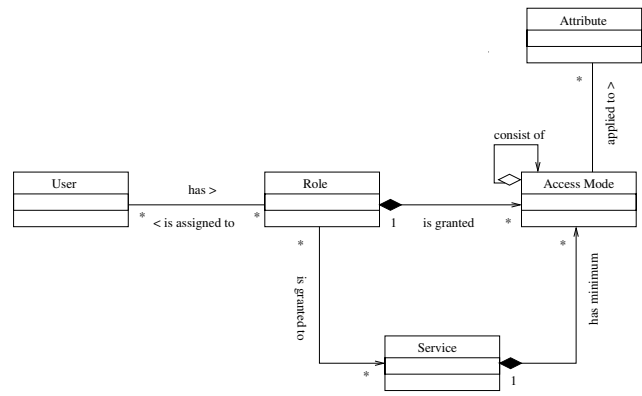 Attribute
*
applied to >
consist of
User
has >
Role
Access Mode
*
< is assigned to
*
1
is granted
*
*
*
is granted to
has minimum
Service
*
1